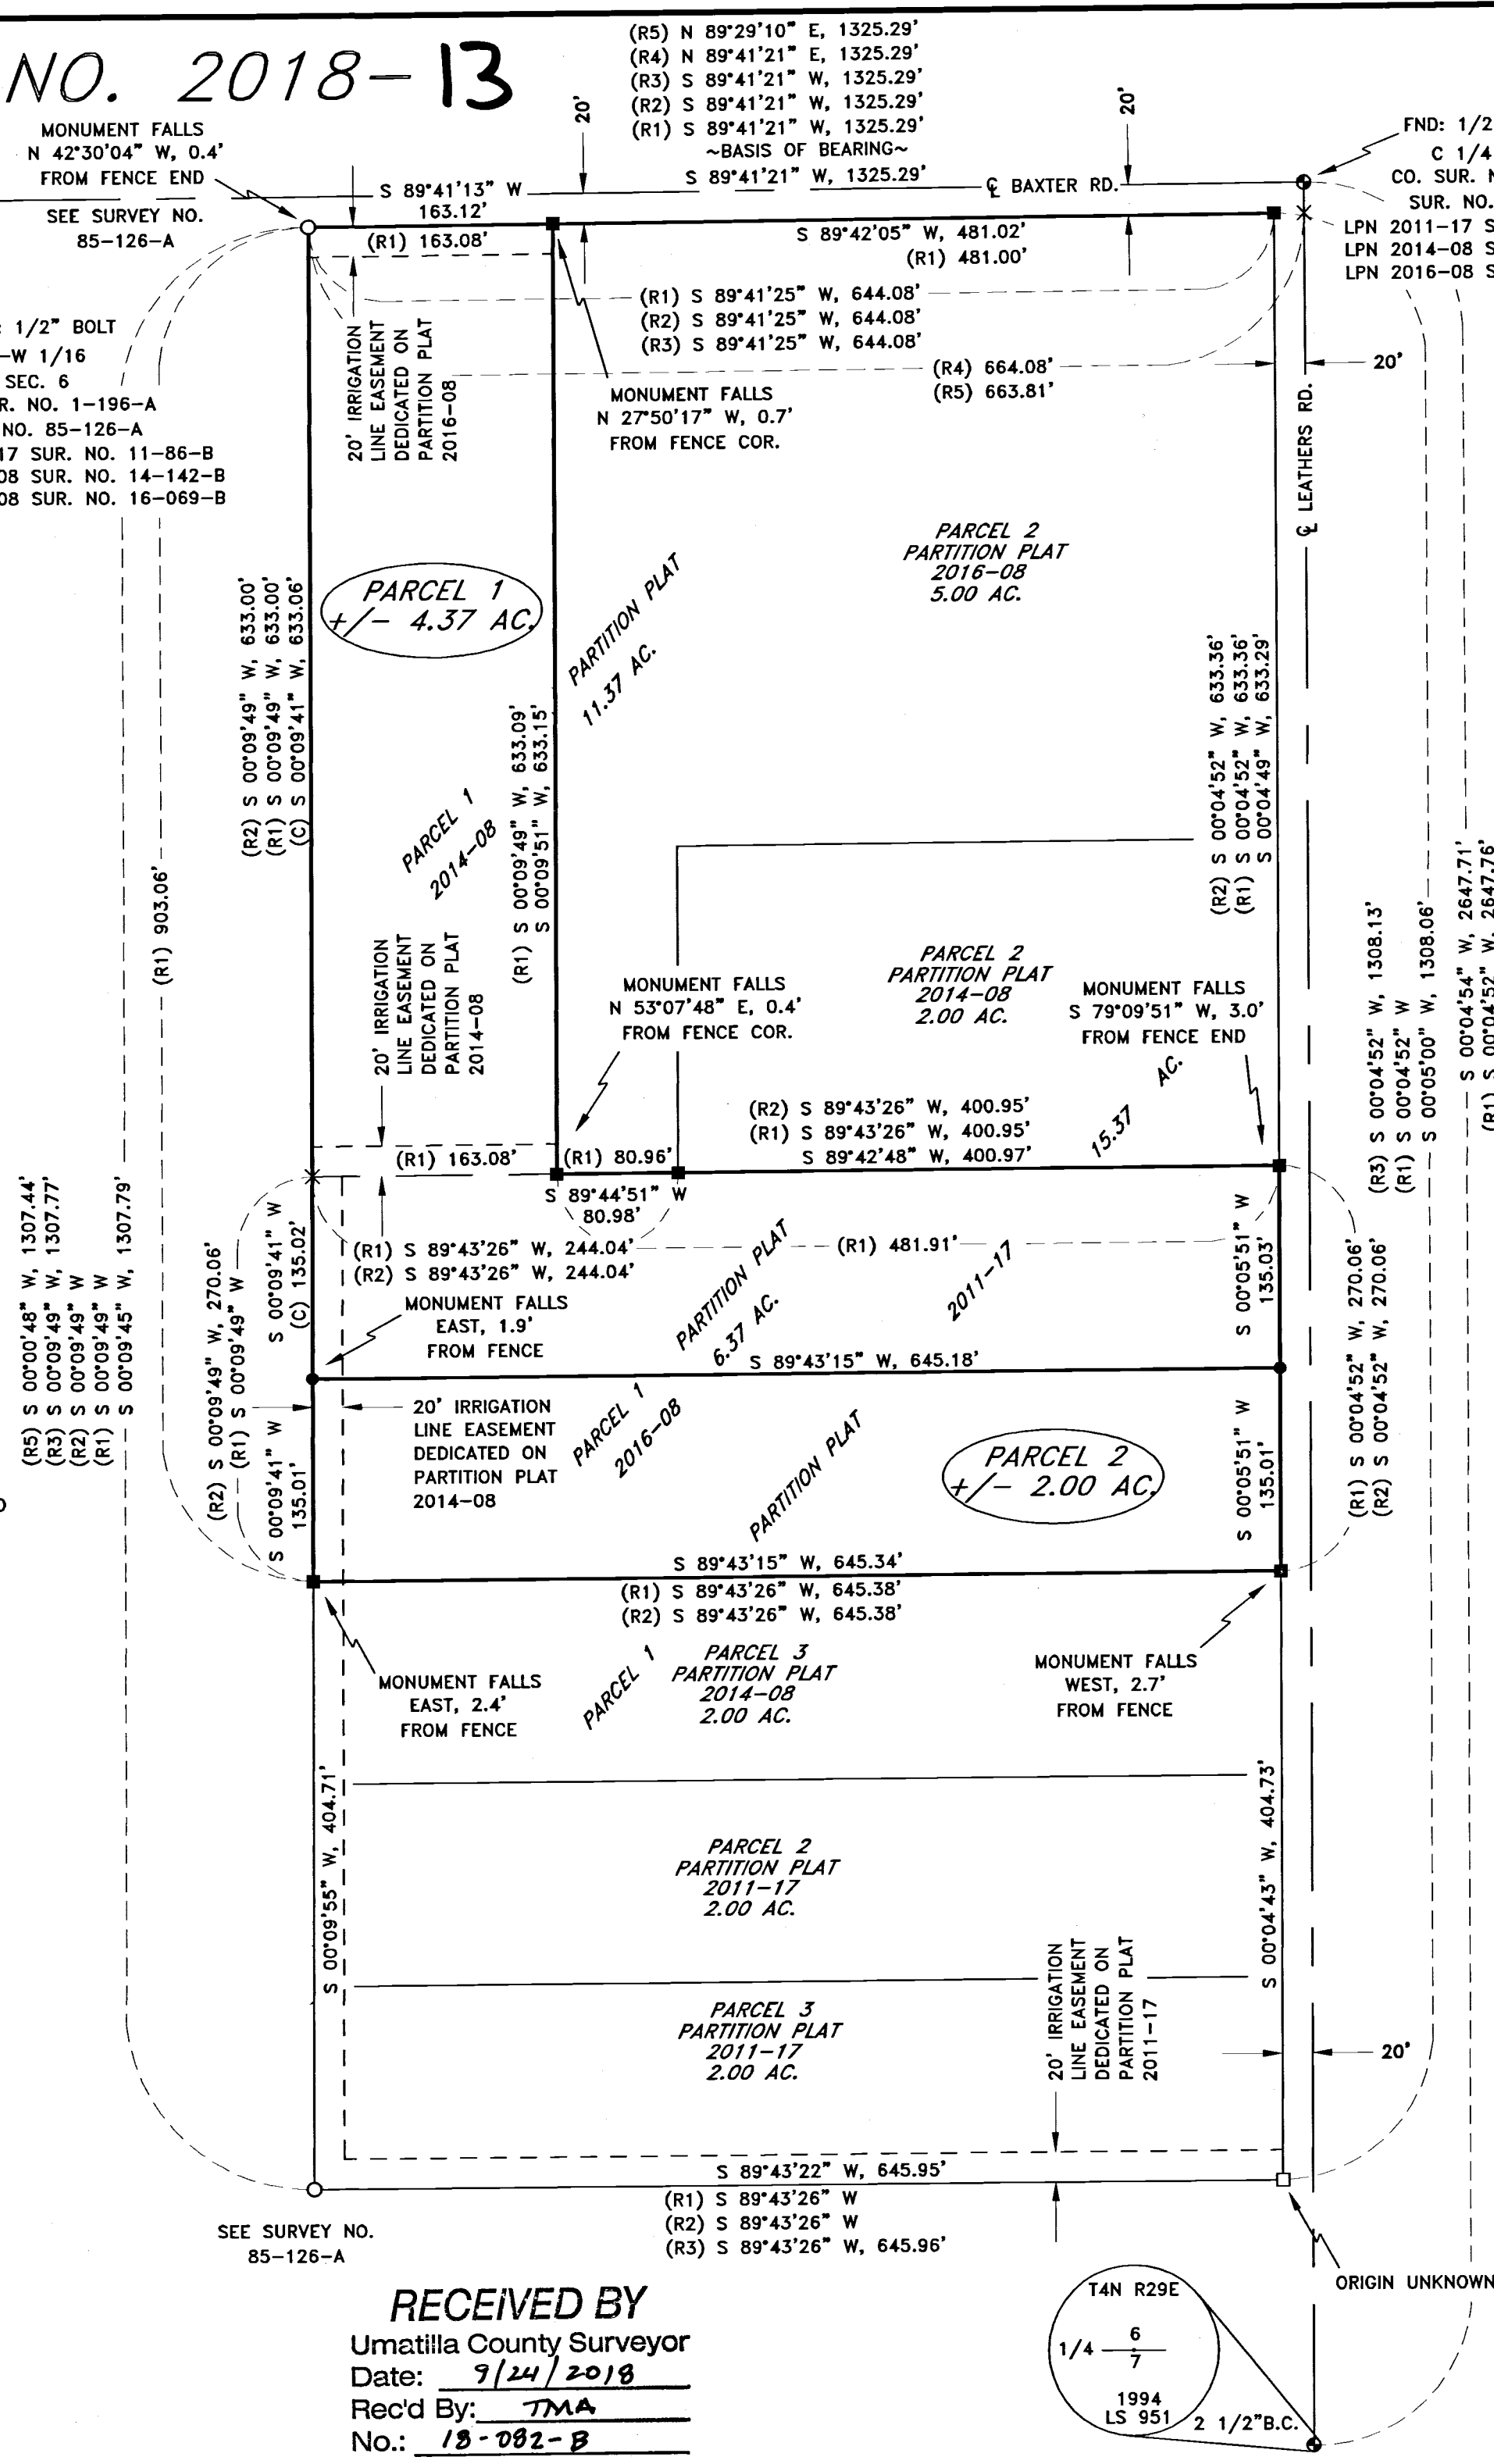 NO. 2018-13
(R5) N 89°29'10" E, 1325.29'
(R4) N 89°41'21" E, 1325.29'
(R3) S 89°41'21" W, 1325.29'
(R2) S 89°41'21" W, 1325.29'
(R1) S 89°41'21" W, 1325.29'
~BASIS OF BEARING~
S 89°41'21" W, 1325.29'
20'
20'
℄ BAXTER RD.
MONUMENT FALLS
N 42°30'04" W, 0.4'
FROM FENCE END
SEE SURVEY NO.
85-126-A
S 89°41'13" W
163.12'
(R1) 163.08'
S 89°42'05" W, 481.02'
(R1) 481.00'
FND: 1/2
C 1/4
CO. SUR. N
SUR. NO.
LPN 2011-17 S
LPN 2014-08 S
LPN 2016-08 S
(R1) S 89°41'25" W, 644.08'
(R2) S 89°41'25" W, 644.08'
(R3) S 89°41'25" W, 644.08'
(R4) 664.08'
(R5) 663.81'
20'
: 1/2" BOLT
-W 1/16
SEC. 6
R. NO. 1-196-A
NO. 85-126-A
17 SUR. NO. 11-86-B
08 SUR. NO. 14-142-B
08 SUR. NO. 16-069-B
20' IRRIGATION
LINE EASEMENT
DEDICATED ON
PARTITION PLAT
2016-08
MONUMENT FALLS
N 27°50'17" W, 0.7'
FROM FENCE COR.
℄ LEATHERS RD.
PARCEL 2
PARTITION PLAT
2016-08
5.00 AC.
PARCEL 1
+/- 4.37 AC.
PARTITION PLAT
11.37 AC.
(R2) S 00°09'49" W, 633.00'
(R1) S 00°09'49" W, 633.00'
(C) S 00°09'41" W, 633.06'
(R1) S 00°09'49" W, 633.09'
S 00°09'51" W, 633.15'
(R2) S 00°04'52" W, 633.36'
(R1) S 00°04'52" W, 633.36'
S 00°04'49" W, 633.29'
PARCEL 1
2014-08
(R1) 903.06'
20' IRRIGATION
LINE EASEMENT
DEDICATED ON
PARTITION PLAT
2014-08
MONUMENT FALLS
N 53°07'48" E, 0.4'
FROM FENCE COR.
PARCEL 2
PARTITION PLAT
2014-08
2.00 AC.
MONUMENT FALLS
S 79°09'51" W, 3.0'
FROM FENCE END
15.37 AC.
(R3) S 00°04'52" W, 1308.13'
(R1) S 00°04'52" W
S 00°05'00" W, 1308.06'
S 00°04'54" W, 2647.71'
(R1) S 00°04'52" W, 2647.76'
(R2) S 89°43'26" W, 400.95'
(R1) S 89°43'26" W, 400.95'
S 89°42'48" W, 400.97'
(R1) 163.08'
(R1) 80.96'
S 89°44'51" W
80.98'
(R1) S 89°43'26" W, 244.04'
(R2) S 89°43'26" W, 244.04'
(R1) 481.91'
(R5) S 00°00'48" W, 1307.44'
(R3) S 00°09'49" W, 1307.77'
(R2) S 00°09'49" W
(R1) S 00°09'49" W
S 00°09'45" W, 1307.79'
(R2) S 00°09'49" W, 270.06'
(R1) S 00°09'49" W
S 00°09'41" W
(C) 135.02'
MONUMENT FALLS
EAST, 1.9'
FROM FENCE
PARTITION PLAT
6.37 AC.
2011-17
S 00°05'51" W
135.03'
S 89°43'15" W, 645.18'
(R1) S 00°04'52" W, 270.06'
(R2) S 00°04'52" W, 270.06'
S 00°09'41" W
135.01'
20' IRRIGATION
LINE EASEMENT
DEDICATED ON
PARTITION PLAT
2014-08
PARCEL 1
2016-08
PARTITION PLAT
PARCEL 2
+/- 2.00 AC.
S 00°05'51" W
135.01'
S 89°43'15" W, 645.34'
(R1) S 89°43'26" W, 645.38'
(R2) S 89°43'26" W, 645.38'
MONUMENT FALLS
EAST, 2.4'
FROM FENCE
PARCEL 1
PARCEL 3
PARTITION PLAT
2014-08
2.00 AC.
MONUMENT FALLS
WEST, 2.7'
FROM FENCE
S 00°09'55" W, 404.71'
S 00°04'43" W, 404.73'
PARCEL 2
PARTITION PLAT
2011-17
2.00 AC.
PARCEL 3
PARTITION PLAT
2011-17
2.00 AC.
20' IRRIGATION
LINE EASEMENT
DEDICATED ON
PARTITION PLAT
2011-17
20'
S 89°43'22" W, 645.95'
(R1) S 89°43'26" W
(R2) S 89°43'26" W
(R3) S 89°43'26" W, 645.96'
SEE SURVEY NO.
85-126-A
ORIGIN UNKNOWN
T4N R29E
1/4 6
7
1994
LS 951
2 1/2"B.C.
RECEIVED BY
Umatilla County Surveyor
Date: 9/24/2018
Rec'd By: TMA
No.: 18-082-B